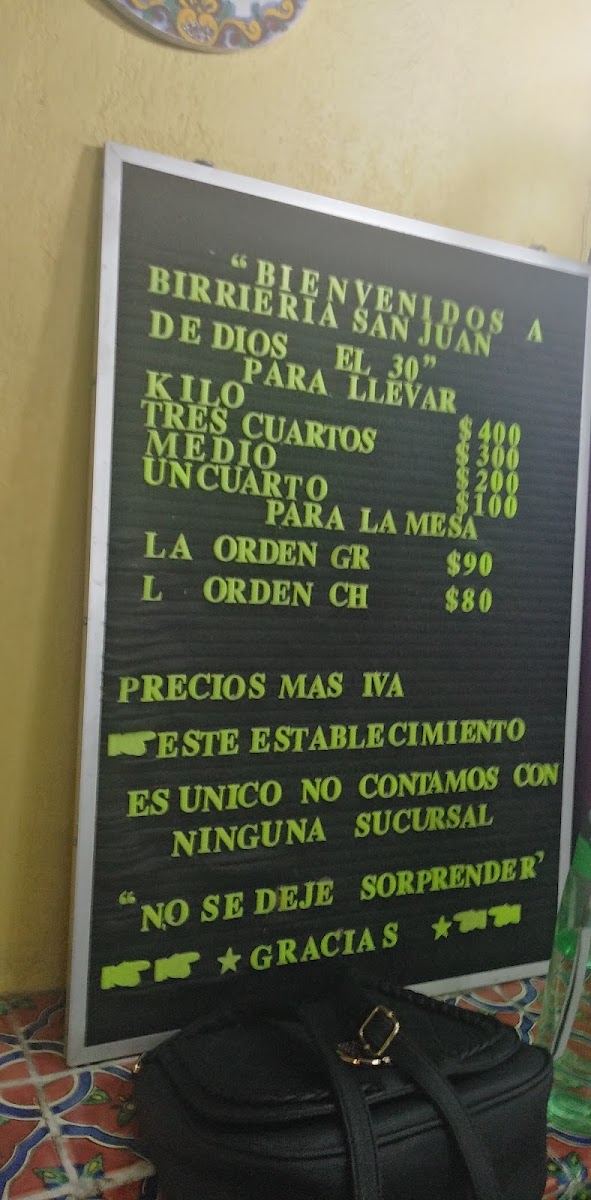 “BIENVENIDOS A
BIRRIERIA SAN JUAN
DE DIOS EL 30”
PARA LLEVAR
KILO $400
TRES CUARTOS $300
MEDIO $200
UN CUARTO $100
PARA LA MESA
LA ORDEN GR $90
L ORDEN CH $80
PRECIOS MAS IVA
ESTE ESTABLECIMIENTO
ES UNICO NO CONTAMOS CON
NINGUNA SUCURSAL
“NO SE DEJE SORPRENDER’
★GRACIAS ★